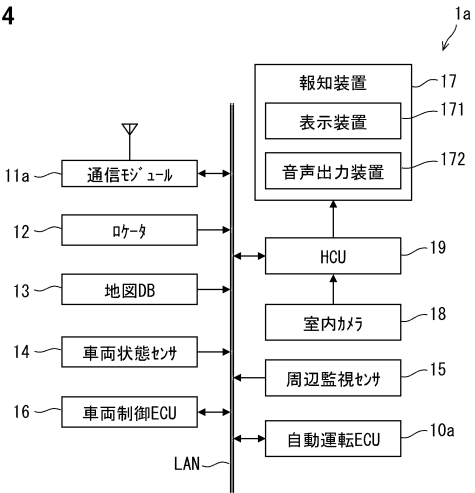 4
1a
報知装置
17
表示装置
171
音声出力装置
172
11a
通信ﾓｼﾞｭｰﾙ
12
ﾛｹｰﾀ
HCU
19
13
地図DB
室内ｶﾒﾗ
18
14
車両状態ｾﾝｻ
周辺監視ｾﾝｻ
15
16
車両制御ECU
自動運転ECU
10a
LAN